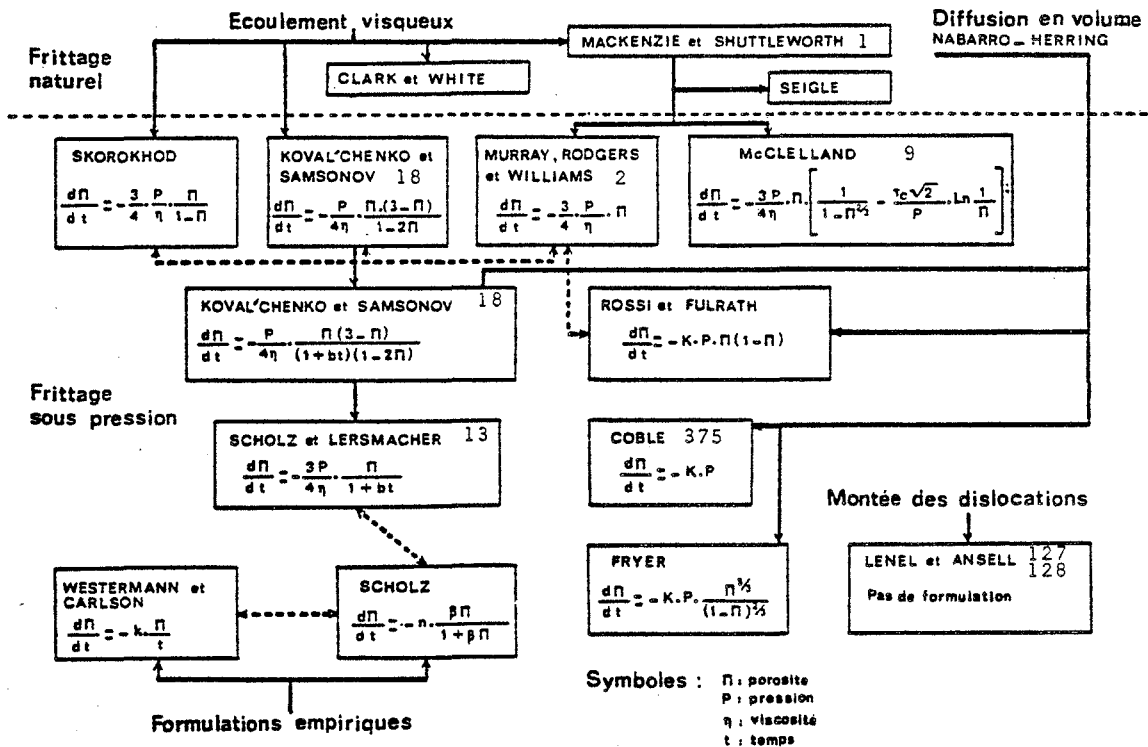 Ecoulement visqueux
Diffusion en volume
NABARRO_HERRING
MACKENZIE et SHUTTLEWORTH 1
Frittage
naturel
CLARK et WHITE
SEIGLE
SKOROKHOD
dΠ/dt = -3/4 · P/η · Π/(1-Π)
KOVAL'CHENKO et
SAMSONOV 18
dΠ/dt = -P/4η · Π.(3-Π)/(1-2Π)
MURRAY, RODGERS
et WILLIAMS 2
dΠ/dt = -3/4 · P/η · Π
McCLELLAND 9
dΠ/dt = -3P/4η · Π · [1/(1-Π^2/3) - τc√2/P · Ln 1/Π]
KOVAL'CHENKO et SAMSONOV 18
dΠ/dt = -P/4η · Π(3-Π)/((1+bt)(1-2Π))
ROSSI et FULRATH
dΠ/dt = -K.P.Π(1-Π)
Frittage
sous pression
SCHOLZ et LERSMACHER 13
dΠ/dt = -3P/4η · Π/(1+bt)
COBLE 375
dΠ/dt = -K.P
Montée des dislocations
FRYER
dΠ/dt = -K.P. Π^5/3/(1-Π)^2/3
LENEL et ANSELL 127
128
Pas de formulation
WESTERMANN et
CARLSON
dΠ/dt = -k·Π/t
SCHOLZ
dΠ/dt = -n · βΠ/(1+βΠ)
Symboles : Π : porosite
P : pression
η : viscosité
t : temps
Formulations empiriques